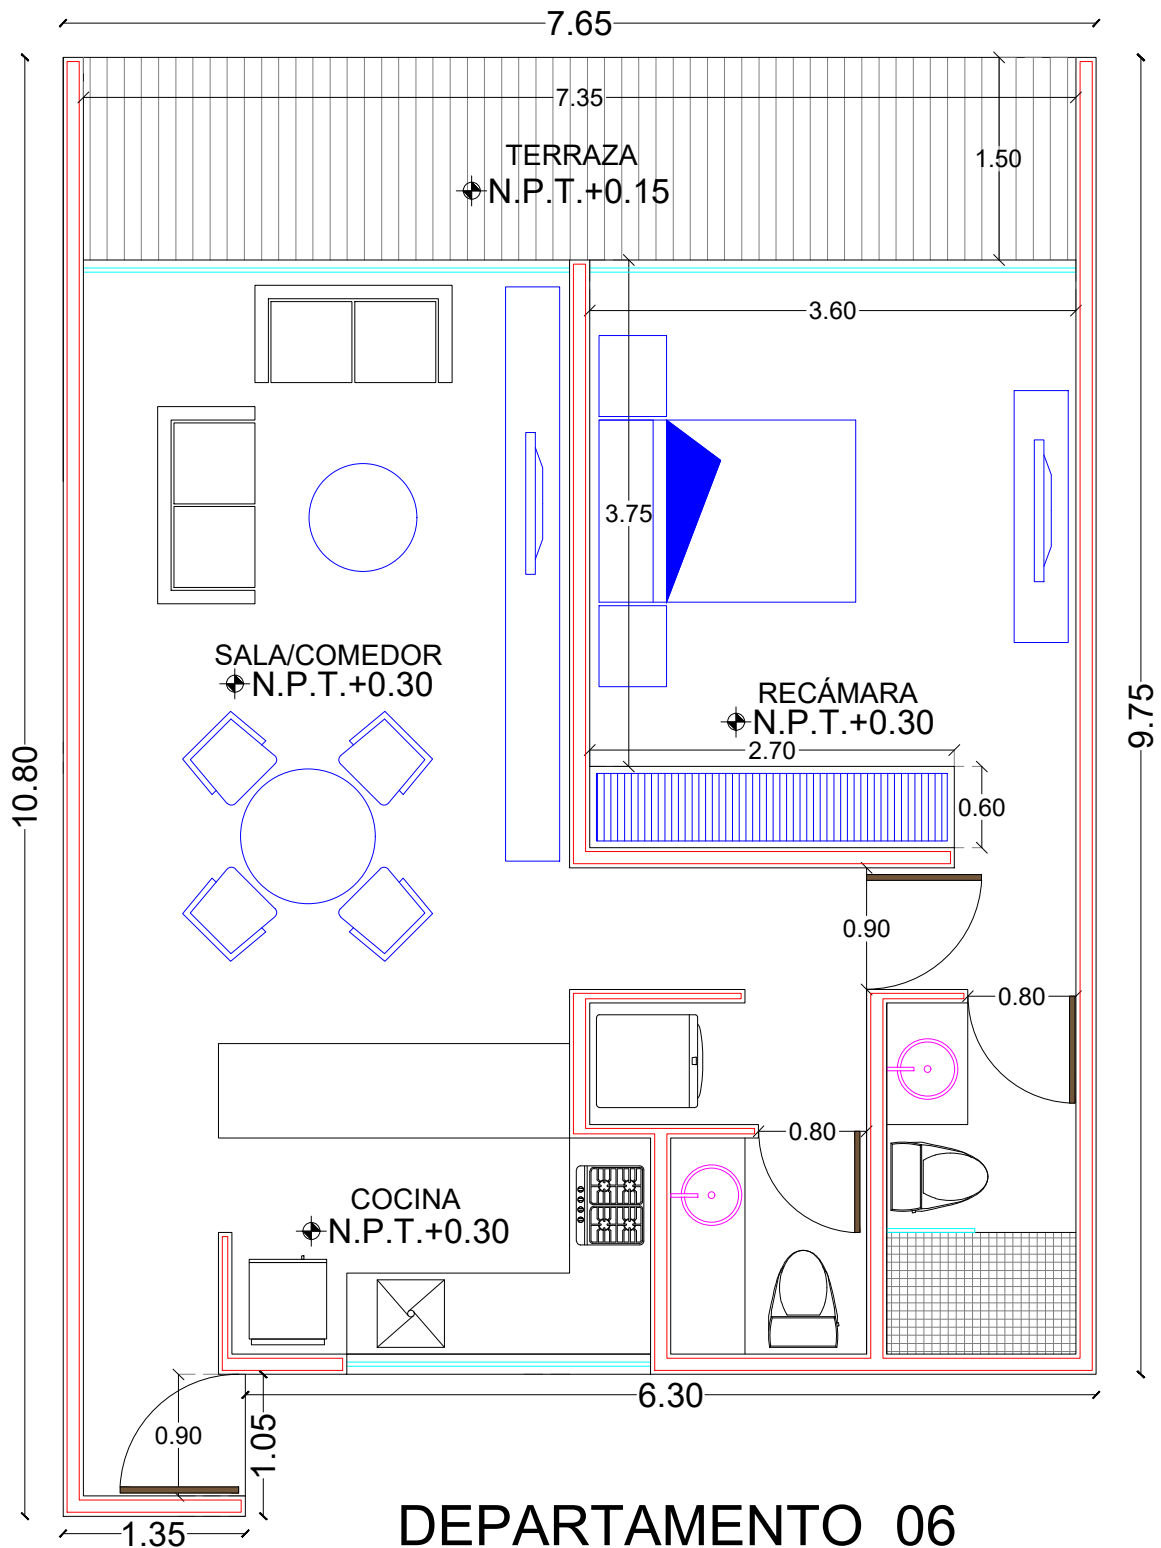 7.65
7.35
TERRAZA
N.P.T.+0.15
1.50
3.60
3.75
SALA/COMEDOR
N.P.T.+0.30
RECÁMARA
N.P.T.+0.30
2.70
0.60
10.80
9.75
0.90
0.80
0.80
COCINA
N.P.T.+0.30
6.30
0.90
1.05
1.35
DEPARTAMENTO 06